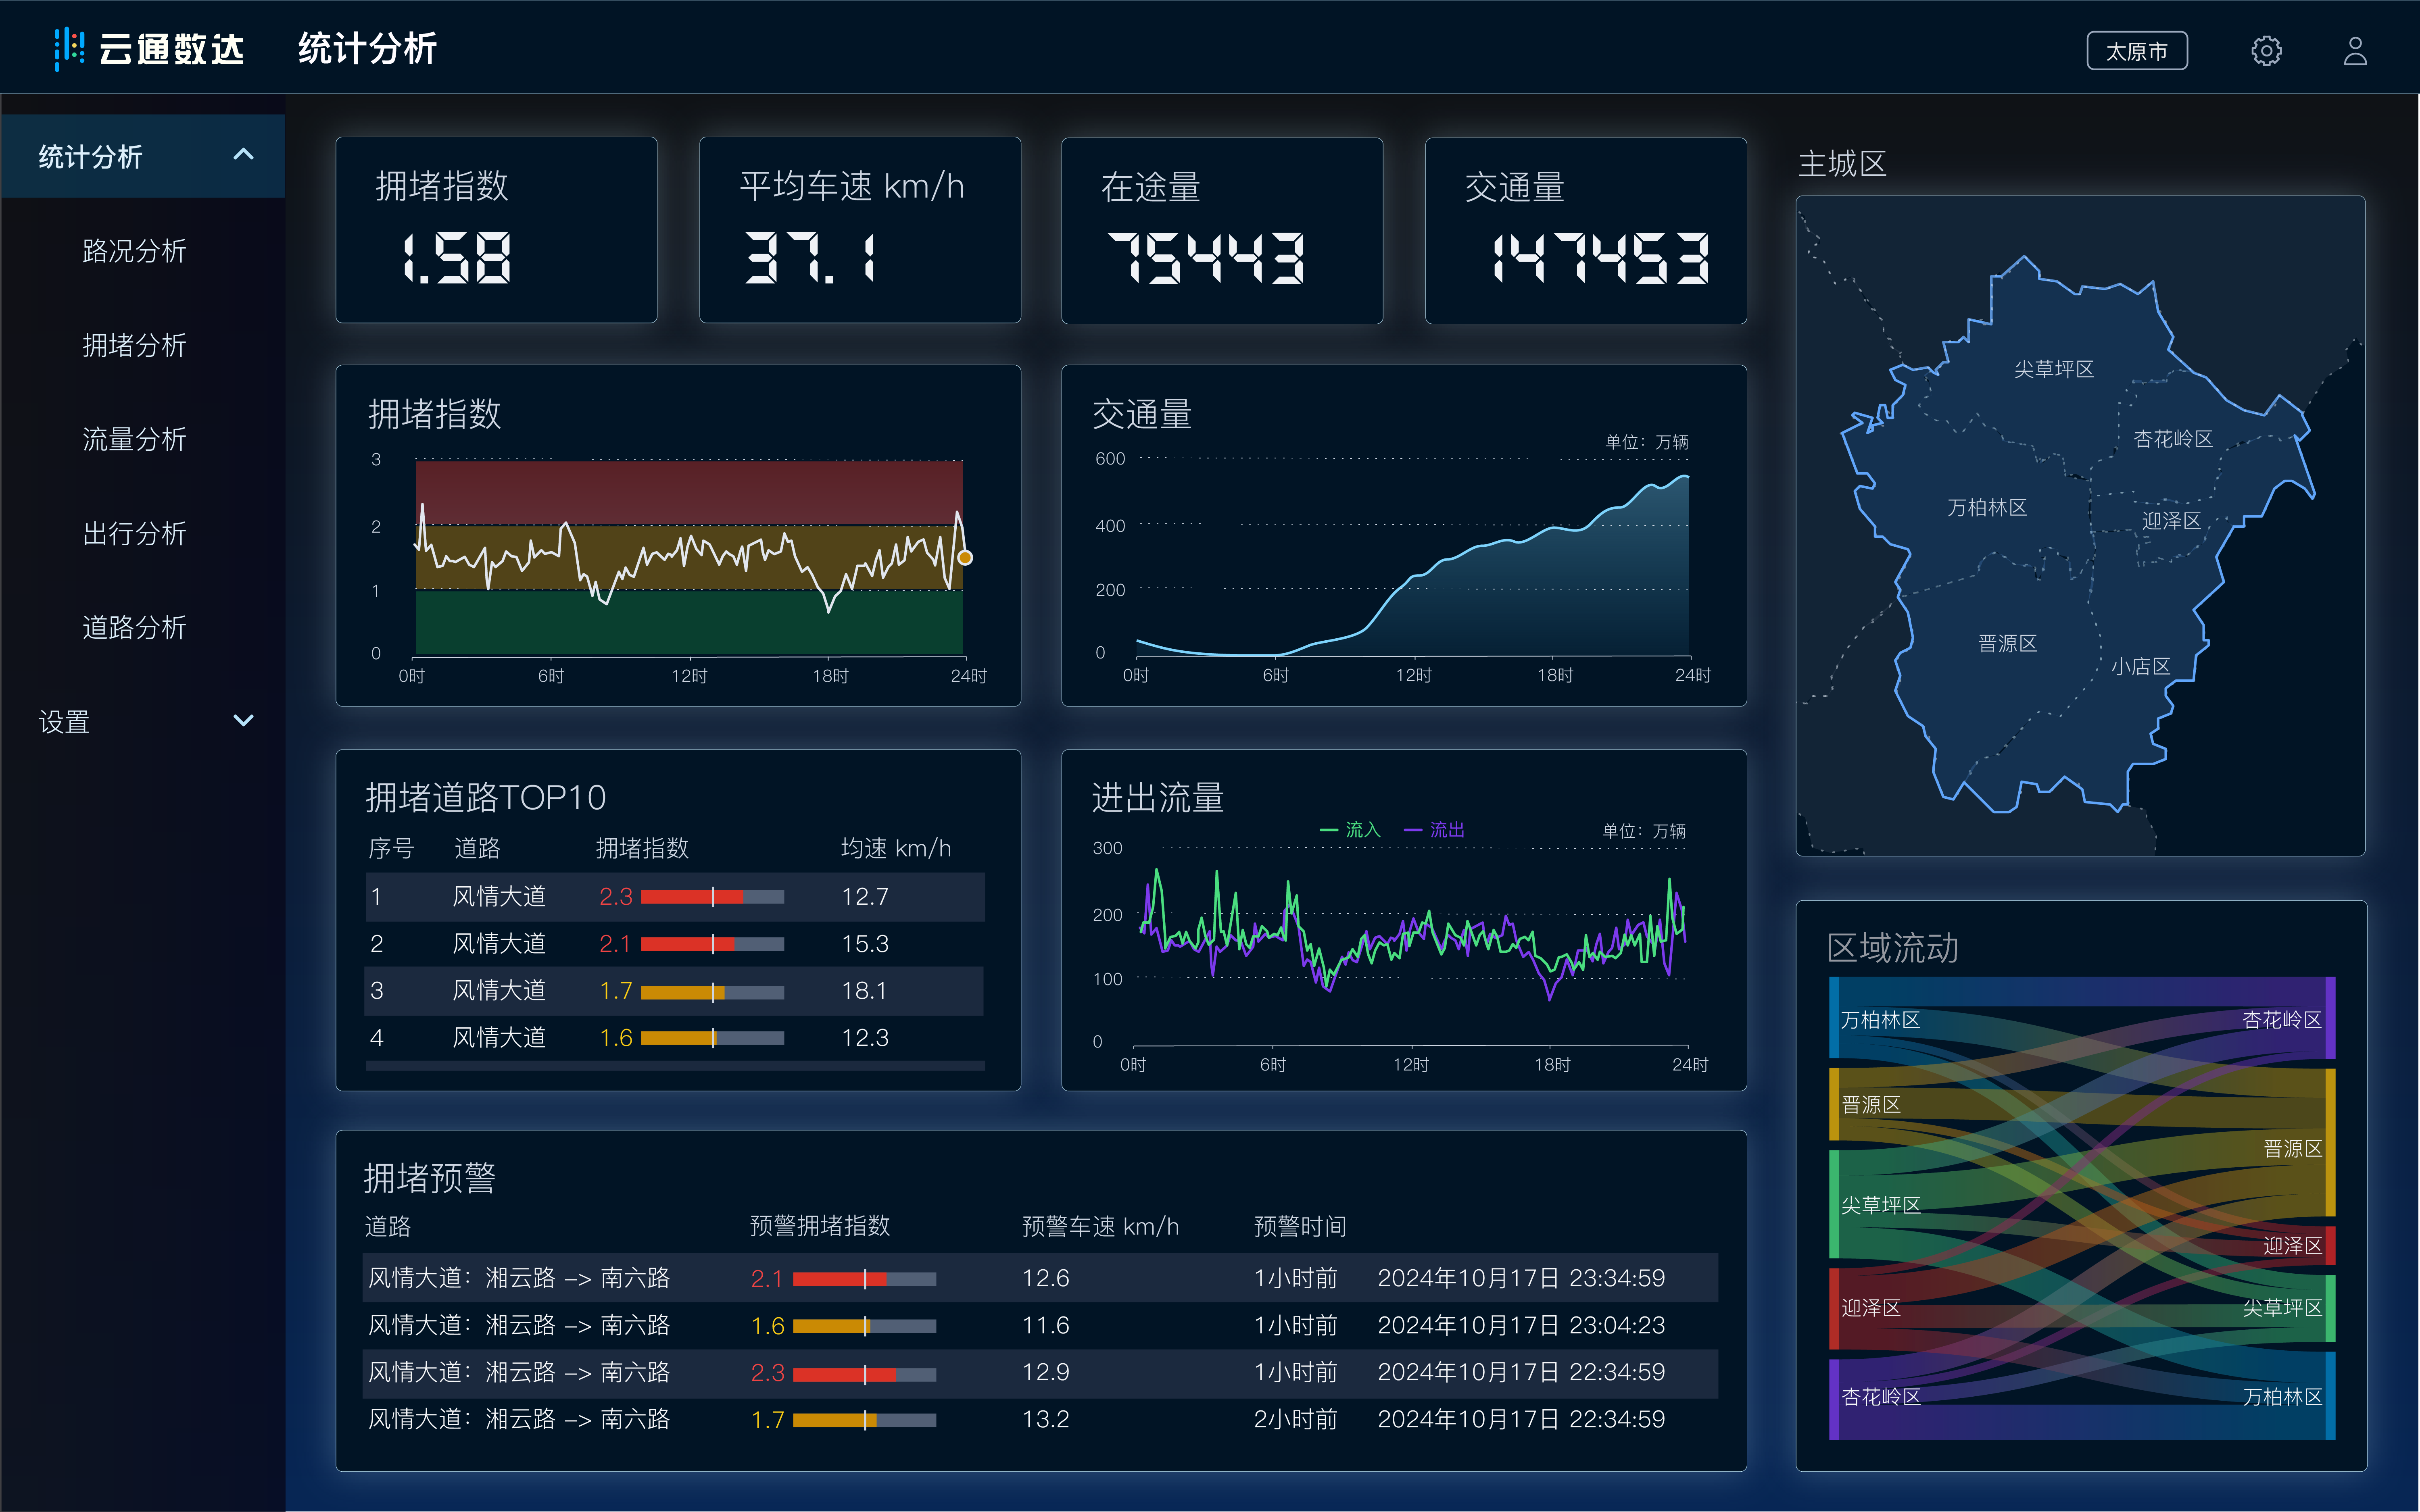 云通数达 统计分析 太原市
统计分析
路况分析
拥堵分析
流量分析
出行分析
道路分析
设置
拥堵指数
1.58
平均车速 km/h
37.1
在途量
75443
交通量
147453
拥堵指数
3
2
1
0
0时 6时 12时 18时 24时
交通量
单位：万辆
600
400
200
0
0时 6时 12时 18时 24时
拥堵道路TOP10
序号 道路 拥堵指数 均速 km/h
1 风情大道 2.3 12.7
2 风情大道 2.1 15.3
3 风情大道 1.7 18.1
4 风情大道 1.6 12.3
进出流量
流入 流出 单位：万辆
300
200
100
0
0时 6时 12时 18时 24时
拥堵预警
道路 预警拥堵指数 预警车速 km/h 预警时间
风情大道：湘云路 –> 南六路 2.1 12.6 1小时前 2024年10月17日 23:34:59
风情大道：湘云路 –> 南六路 1.6 11.6 1小时前 2024年10月17日 23:04:23
风情大道：湘云路 –> 南六路 2.3 12.9 1小时前 2024年10月17日 22:34:59
风情大道：湘云路 –> 南六路 1.7 13.2 2小时前 2024年10月17日 22:34:59
主城区
尖草坪区
杏花岭区
万柏林区
迎泽区
晋源区
小店区
区域流动
万柏林区 杏花岭区
晋源区
晋源区
尖草坪区
迎泽区
迎泽区 尖草坪区
杏花岭区 万柏林区